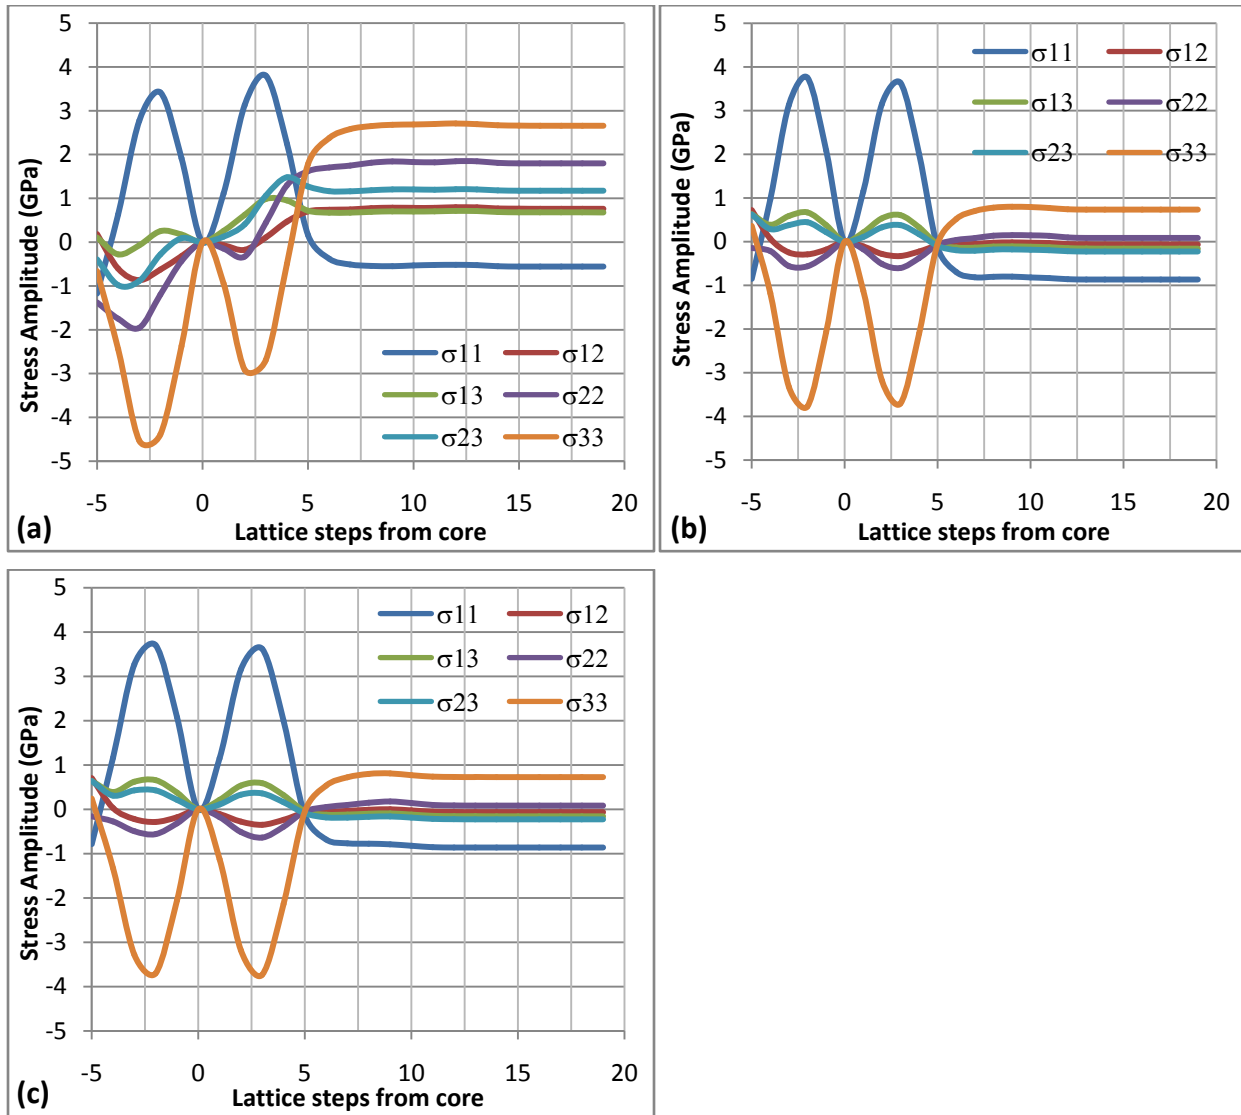 5
4
3
2
1
0
-1
-2
-3
-4
-5
Stress Amplitude (GPa)
σ11 σ12
σ13 σ22
σ23 σ33
-5 0 5 10 15 20
Lattice steps from core
(a)
5
4
3
2
1
0
-1
-2
-3
-4
-5
Stress Amplitude (GPa)
σ11 σ12
σ13 σ22
σ23 σ33
-5 0 5 10 15 20
Lattice steps from core
(b)
5
4
3
2
1
0
-1
-2
-3
-4
-5
Stress Amplitude (GPa)
σ11 σ12
σ13 σ22
σ23 σ33
-5 0 5 10 15 20
Lattice steps from core
(c)